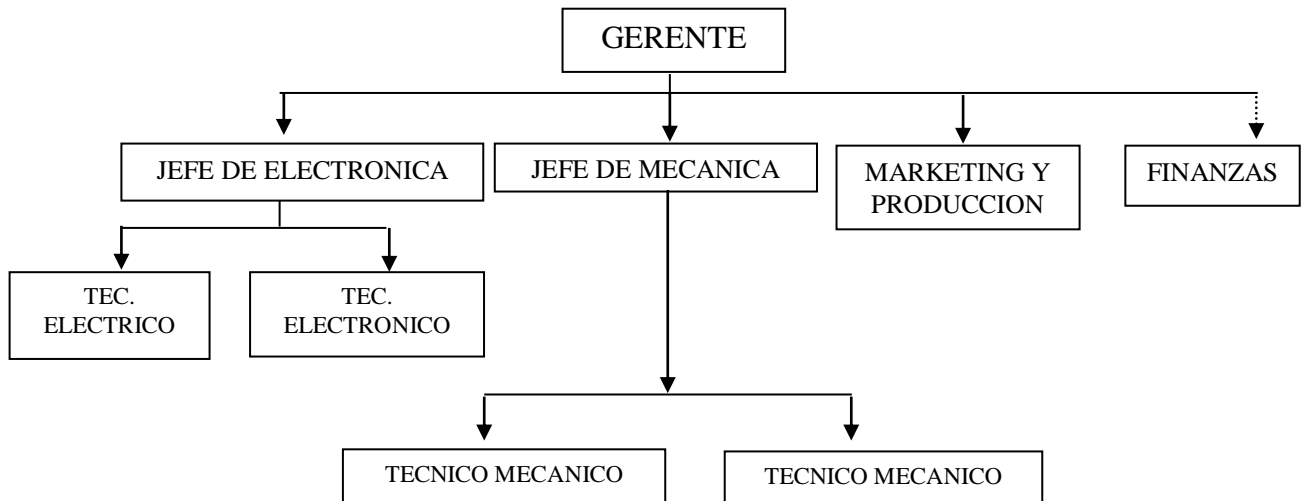 GERENTE
JEFE DE ELECTRONICA
JEFE DE MECANICA
MARKETING Y
PRODUCCION
FINANZAS
TEC.
ELECTRICO
TEC.
ELECTRONICO
TECNICO MECANICO
TECNICO MECANICO